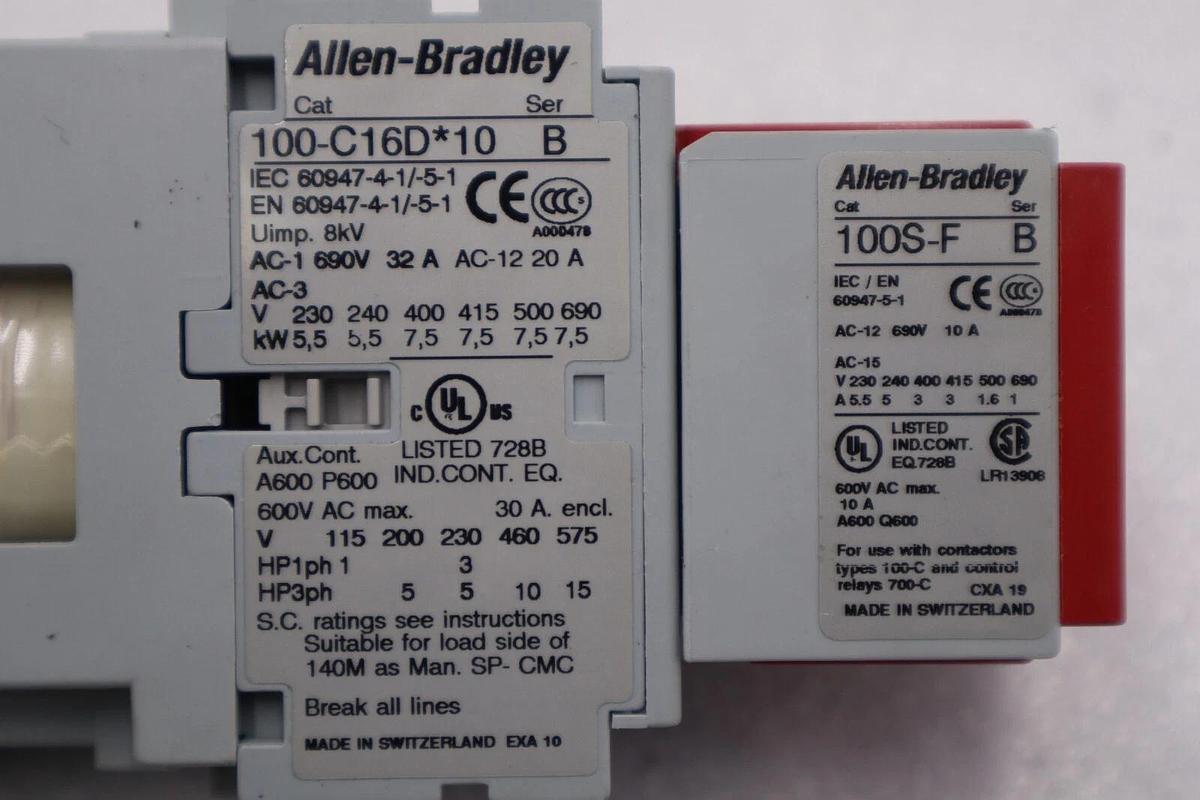 Allen-Bradley
Cat Ser
100-C16D*10 B
IEC 60947-4-1/-5-1
EN 60947-4-1/-5-1
CE CCC S
A000478
Uimp. 8kV
AC-1 690V 32 A AC-12 20 A
AC-3
V 230 240 400 415 500 690
kW 5,5 5,5 7,5 7,5 7,5 7,5
C UL US
LISTED 728B
IND.CONT. EQ.
Aux.Cont.
A600 P600
600V AC max. 30 A. encl.
V 115 200 230 460 575
HP1ph 1 3
HP3ph 5 5 10 15
S.C. ratings see instructions
Suitable for load side of
140M as Man. SP- CMC
Break all lines
MADE IN SWITZERLAND EXA 10
Allen-Bradley
Cat Ser
100S-F B
IEC / EN
60947-5-1
CE CCC
A000478
AC-12 690V 10 A
AC-15
V 230 240 400 415 500 690
A 5.5 5 3 3 1.6 1
UL
LISTED
IND.CONT.
EQ.728B
SA
LR13908
600V AC max.
10 A
A600 Q600
For use with contactors
types 100-C and control
relays 700-C
CXA 19
MADE IN SWITZERLAND